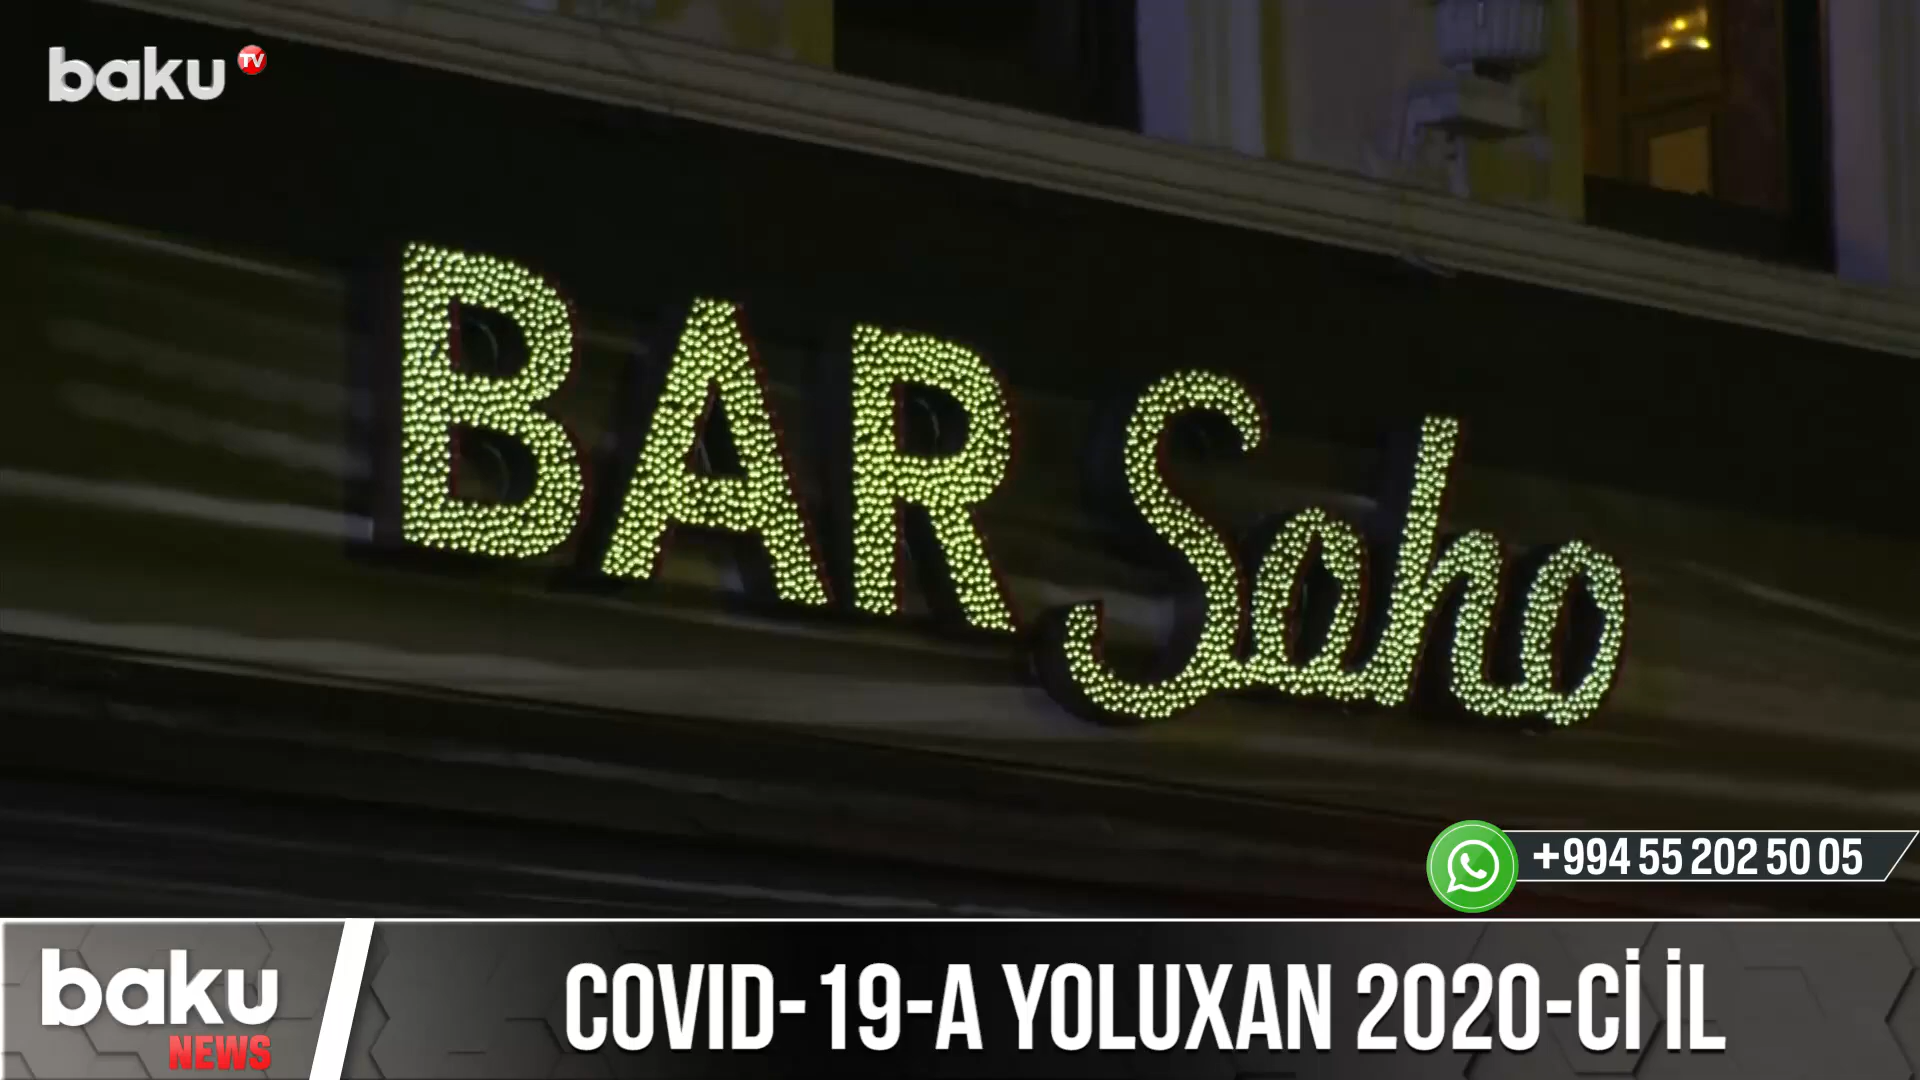 baku TV
BAR Soho
+994 55 202 50 05
baku
NEWS
COVID-19-A YOLUXAN 2020-Cİ İL